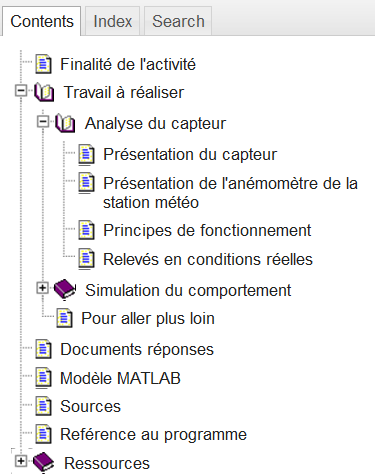 Contents Index Search
Finalité de l'activité
Travail à réaliser
Analyse du capteur
Présentation du capteur
Présentation de l'anémomètre de la
station météo
Principes de fonctionnement
Relevés en conditions réelles
Simulation du comportement
Pour aller plus loin
Documents réponses
Modèle MATLAB
Sources
Reférence au programme
Ressources